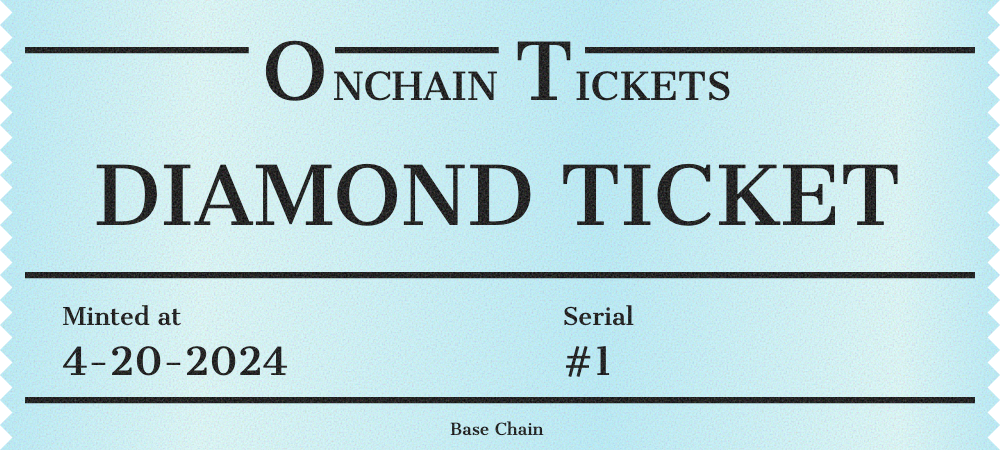 Onchain Tickets
DIAMOND TICKET
Minted at
4-20-2024
Serial
#1
Base Chain